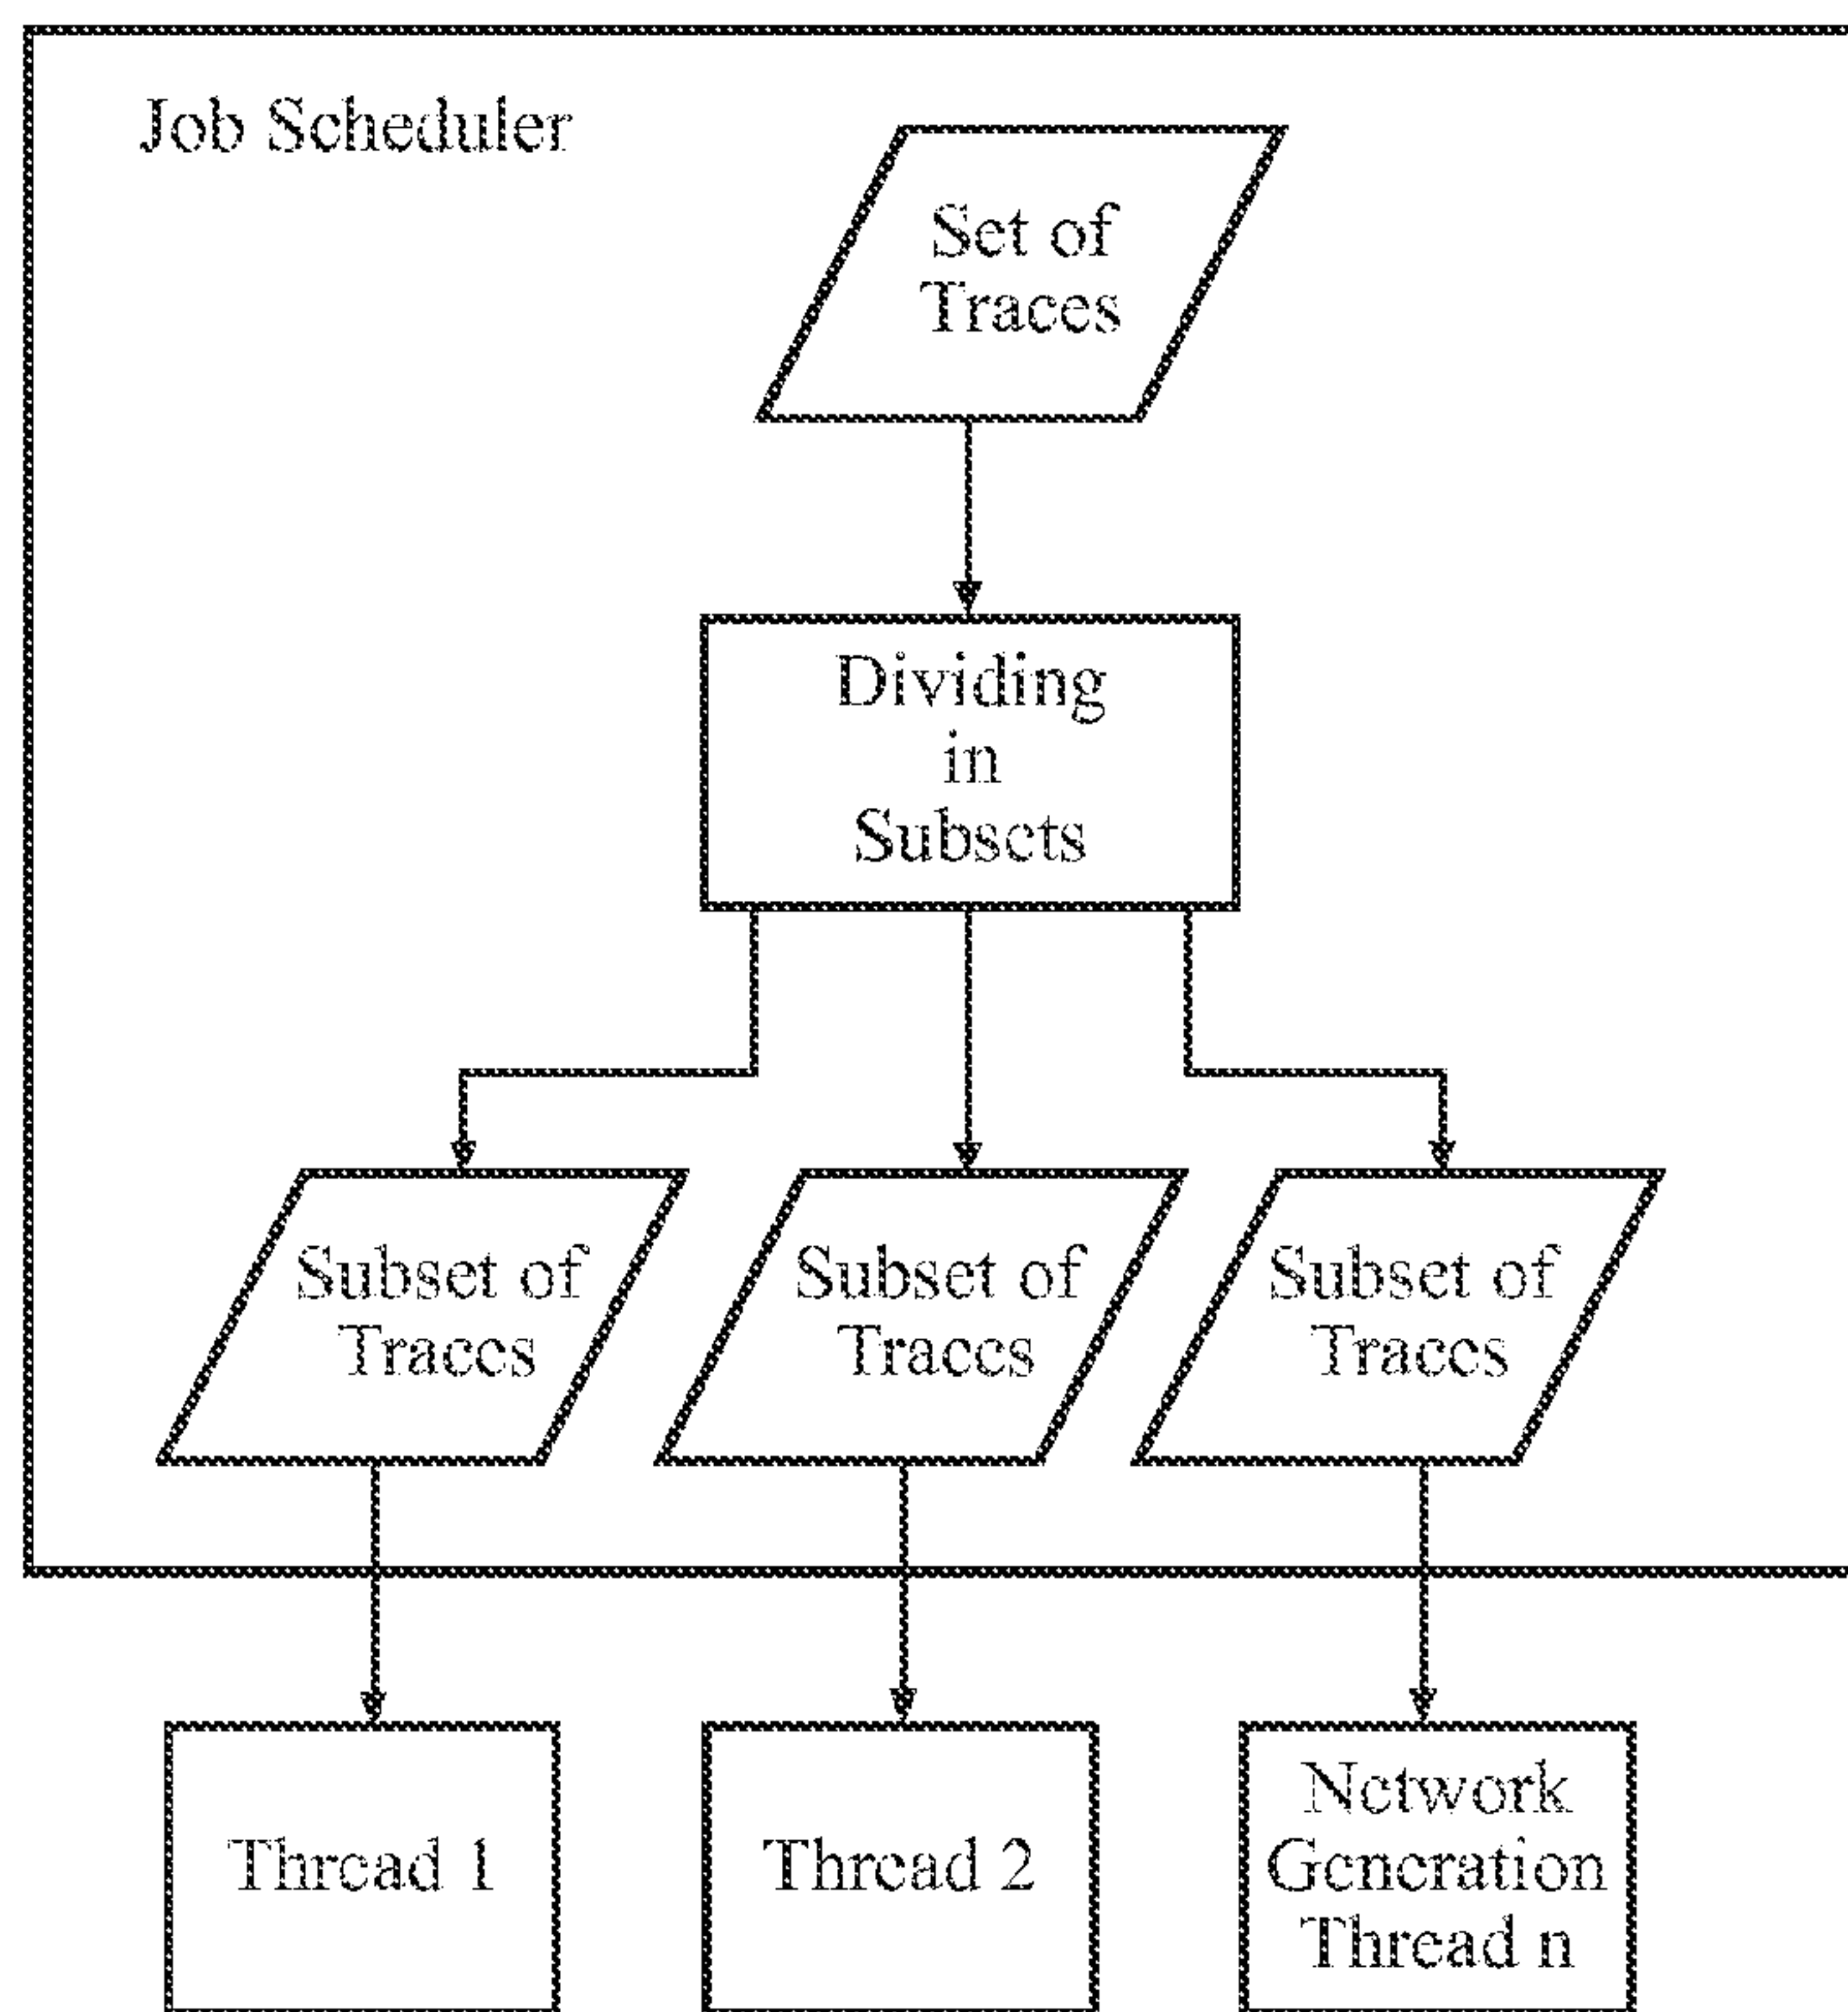 Job Scheduler
Set of
Traces
Dividing
in
Subsets
Subset of
Traces
Subset of
Traces
Subset of
Traces
Thread 1
Thread 2
Network
Generation
Thread n